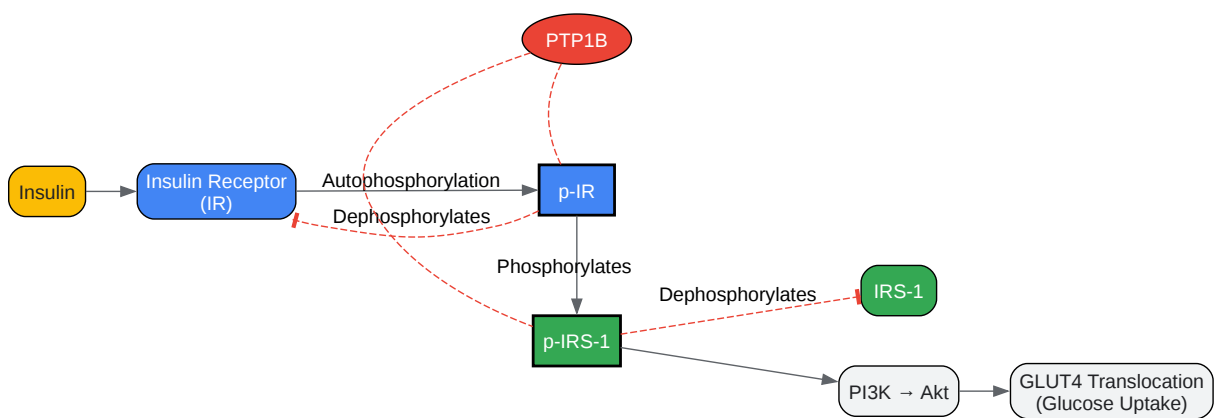 PTP1B
Insulin
Insulin Receptor
(IR)
Autophosphorylation
p-IR
Dephosphorylates
Phosphorylates
p-IRS-1
Dephosphorylates
IRS-1
PI3K → Akt
GLUT4 Translocation
(Glucose Uptake)